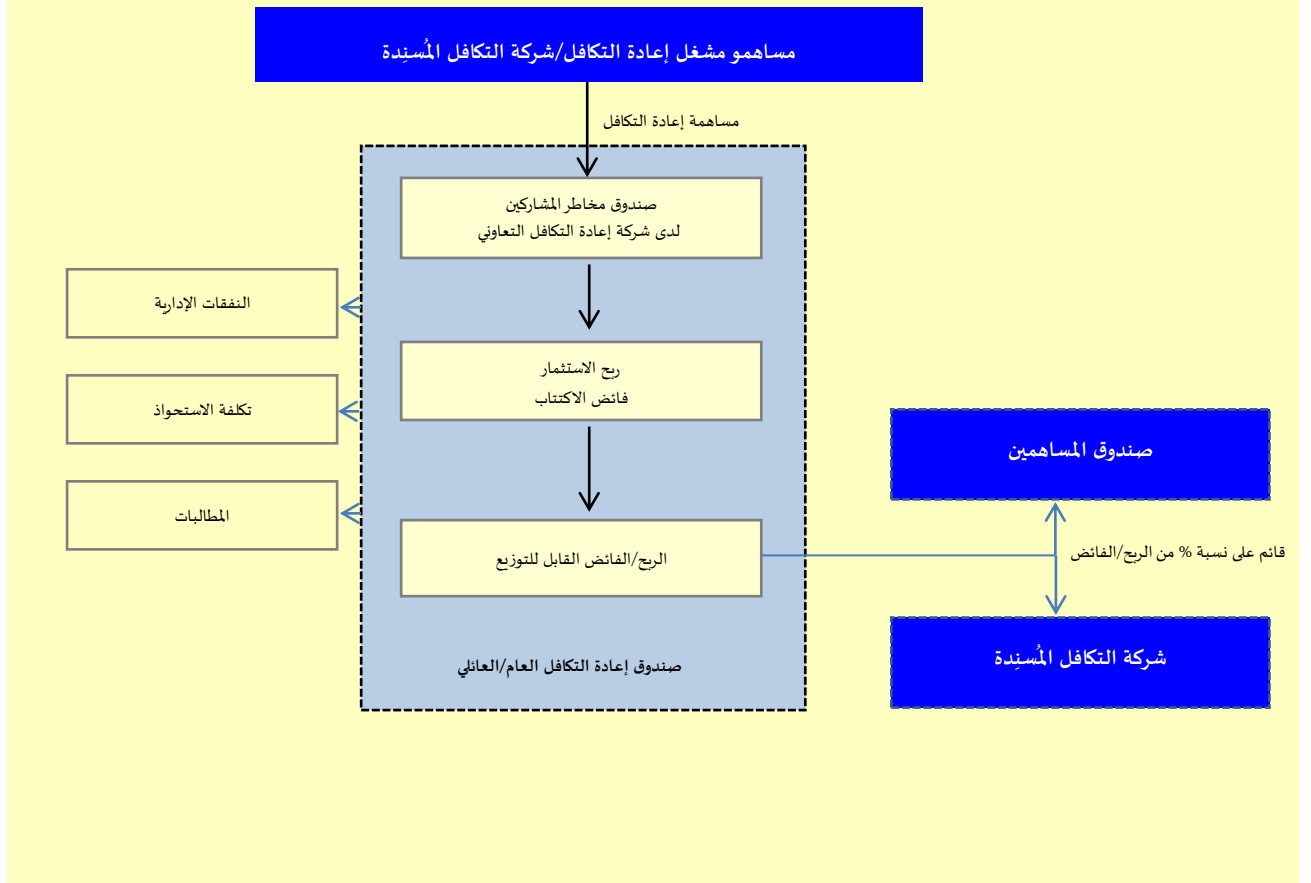 مساهمو مشغل إعادة التكافل/شركة التكافل المُسنِدة
مساهمة إعادة التكافل
صندوق مخاطر المشاركين
لدى شركة إعادة التكافل التعاوني
النفقات الإدارية
ربح الاستثمار
فائض الاكتتاب
تكلفة الاستحواذ
صندوق المساهمين
المطالبات
الربح/الفائض القابل للتوزيع
قائم على نسبة % من الربح/الفائض
شركة التكافل المُسنِدة
صندوق إعادة التكافل العام/العائلي